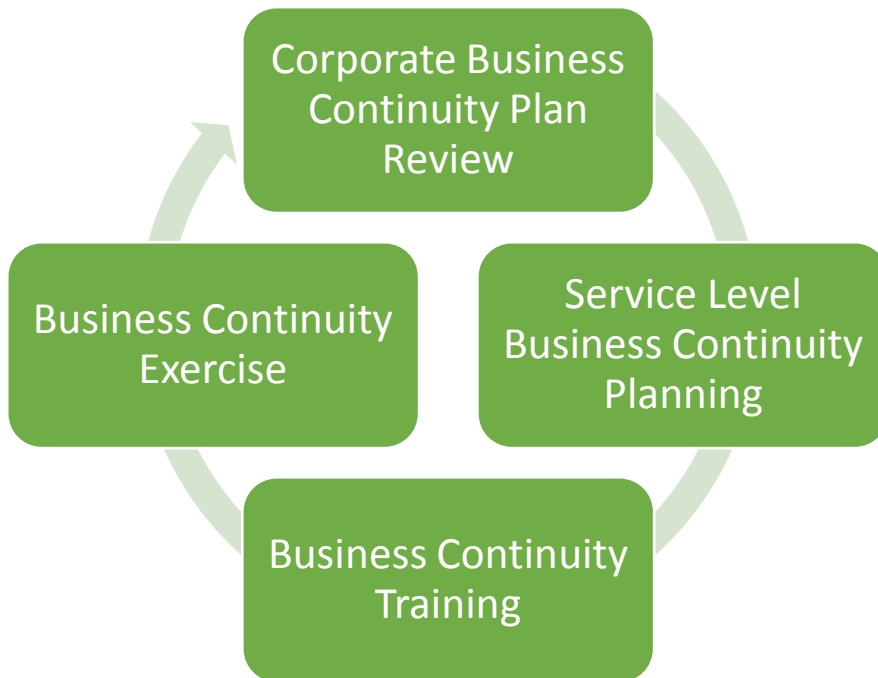 Corporate Business
Continuity Plan
Review
Service Level
Business Continuity
Planning
Business Continuity
Training
Business Continuity
Exercise